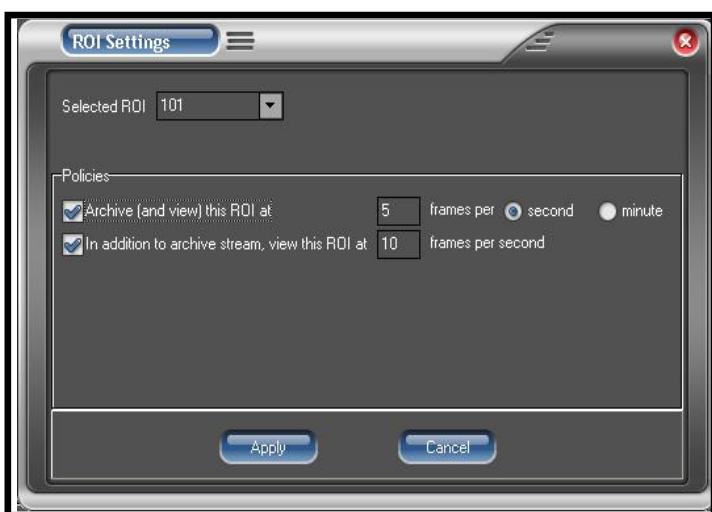 ROI Settings
Selected ROI 101
Policies
Archive (and view) this ROI at 5 frames per second minute
In addition to archive stream, view this ROI at 10 frames per second
Apply Cancel